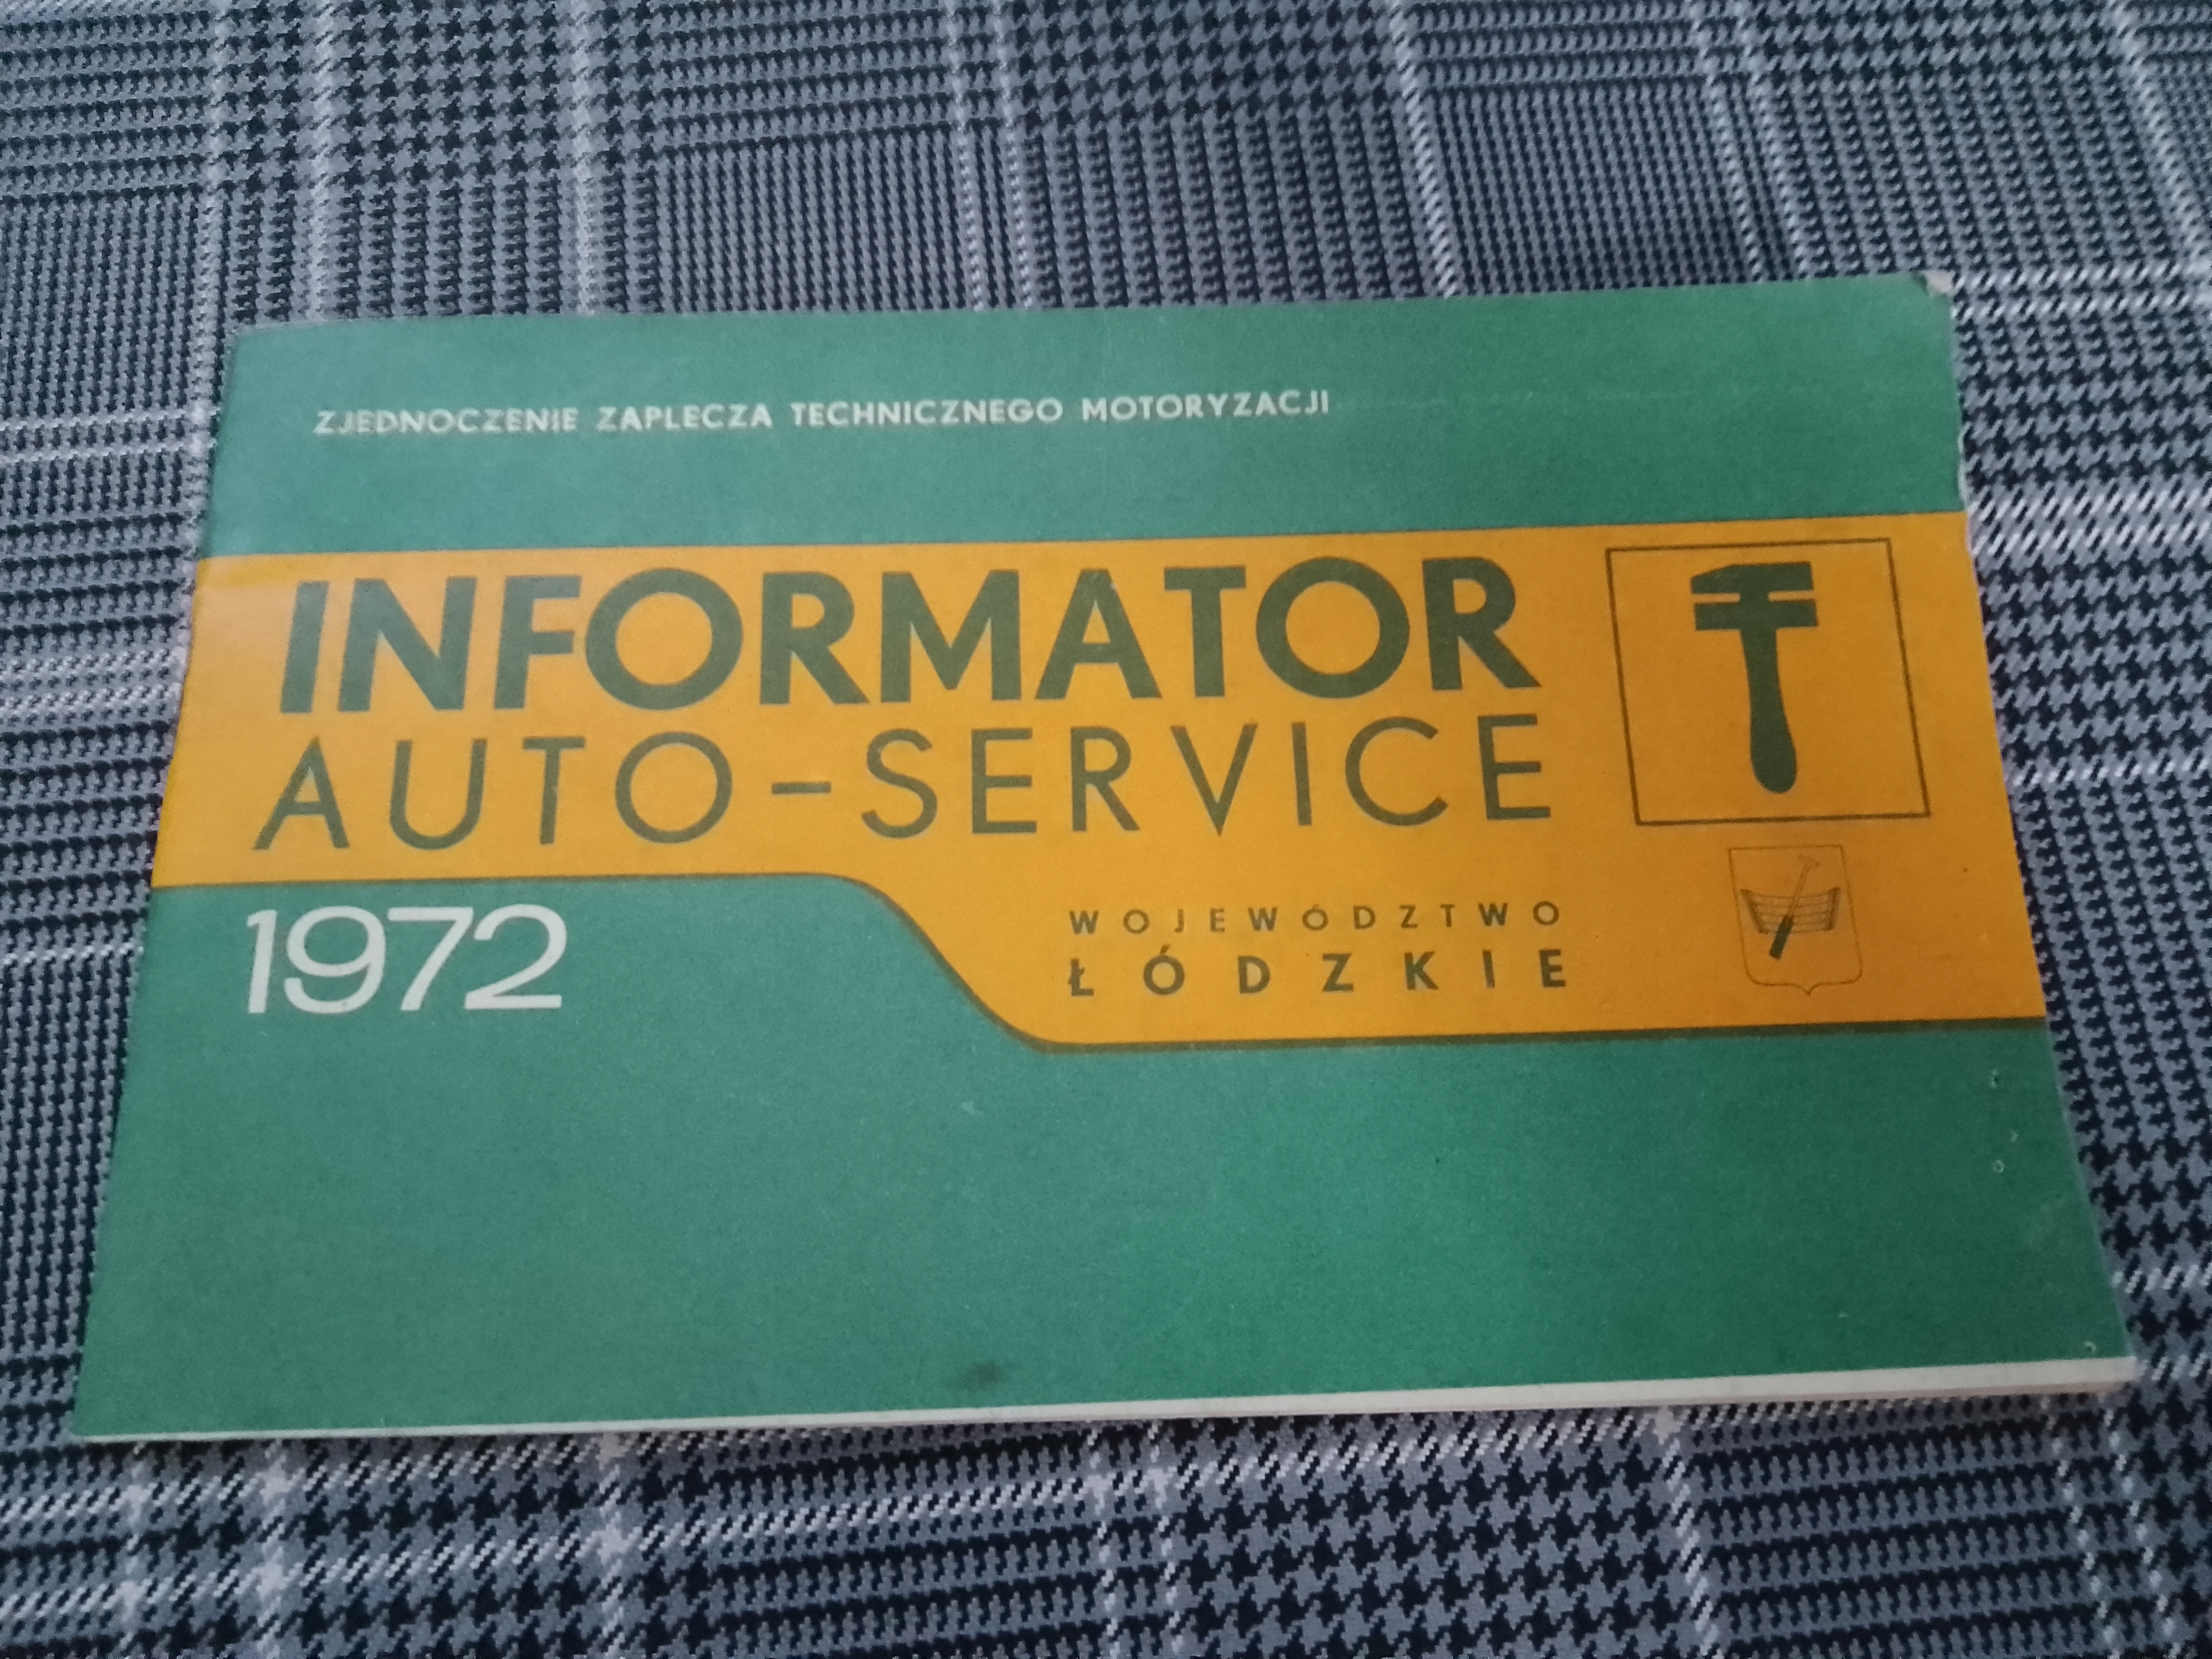 ZJEDNOCZENIE ZAPLECZA TECHNICZNEGO MOTORYZACJI
INFORMATOR
AUTO-SERVICE
1972
WOJEWÓDZTWO
ŁÓDZKIE